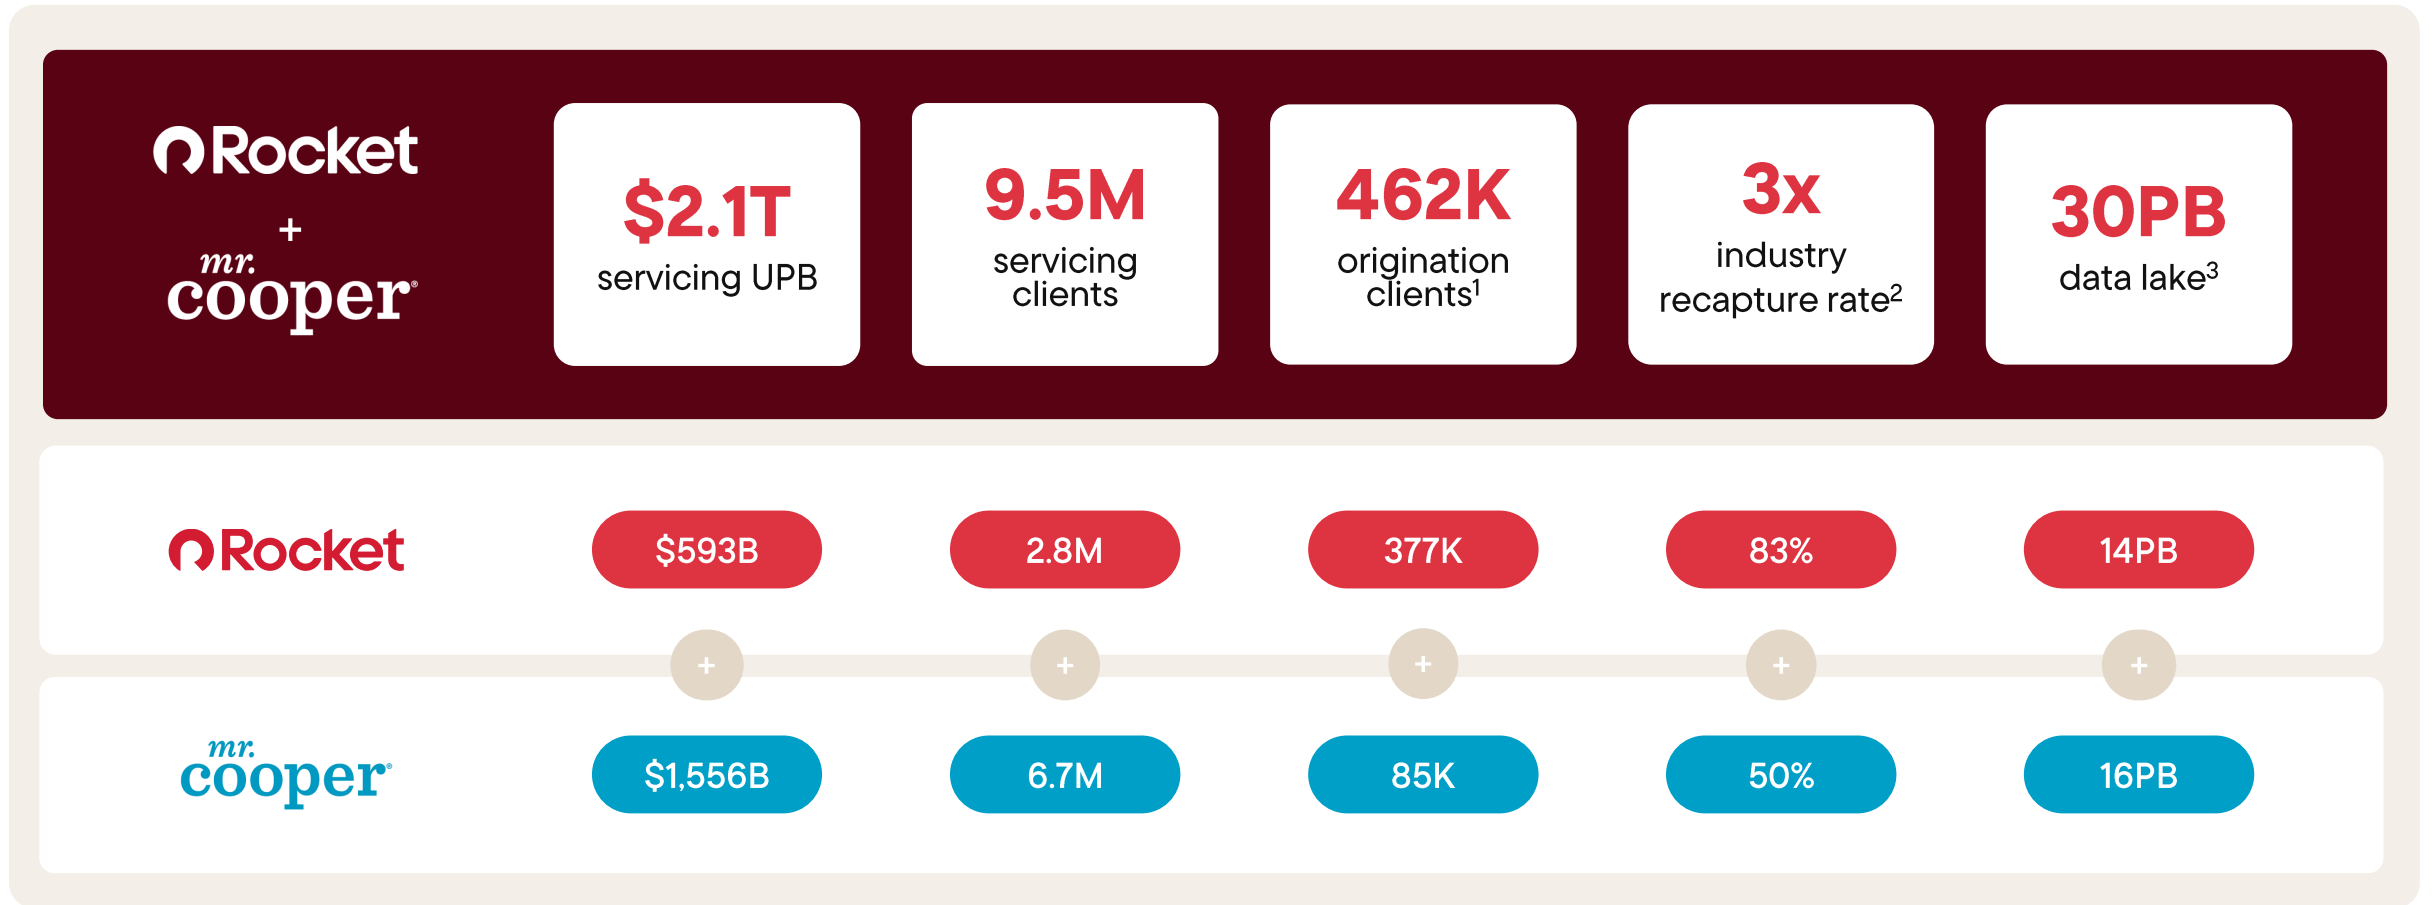 Rocket
+
mr.
cooper®
$2.1T
servicing UPB
9.5M
servicing
clients
462K
origination
clients¹
3x
industry
recapture rate²
30PB
data lake³
Rocket
$593B
2.8M
377K
83%
14PB
+
+
+
+
+
mr.
cooper®
$1,556B
6.7M
85K
50%
16PB